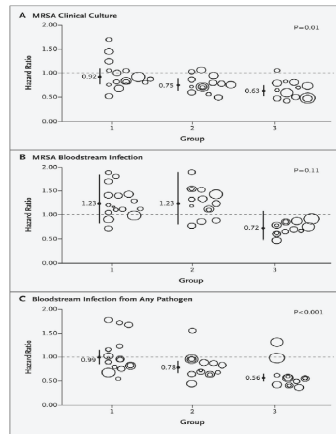 A MRSA Clinical Culture
2.00
P=0.01
1.50
1.00
0.92
0.75
0.63
0.50
0.00
Hazard Ratio
1 2 3
Group
B MRSA Bloodstream Infection
2.00
P=0.11
1.50
1.23
1.23
1.00
0.72
0.50
0.00
Hazard Ratio
1 2 3
Group
C Bloodstream Infection from Any Pathogen
2.00
P<0.001
1.50
1.00
0.99
0.78
0.56
0.50
0.00
Hazard Ratio
1 2 3
Group